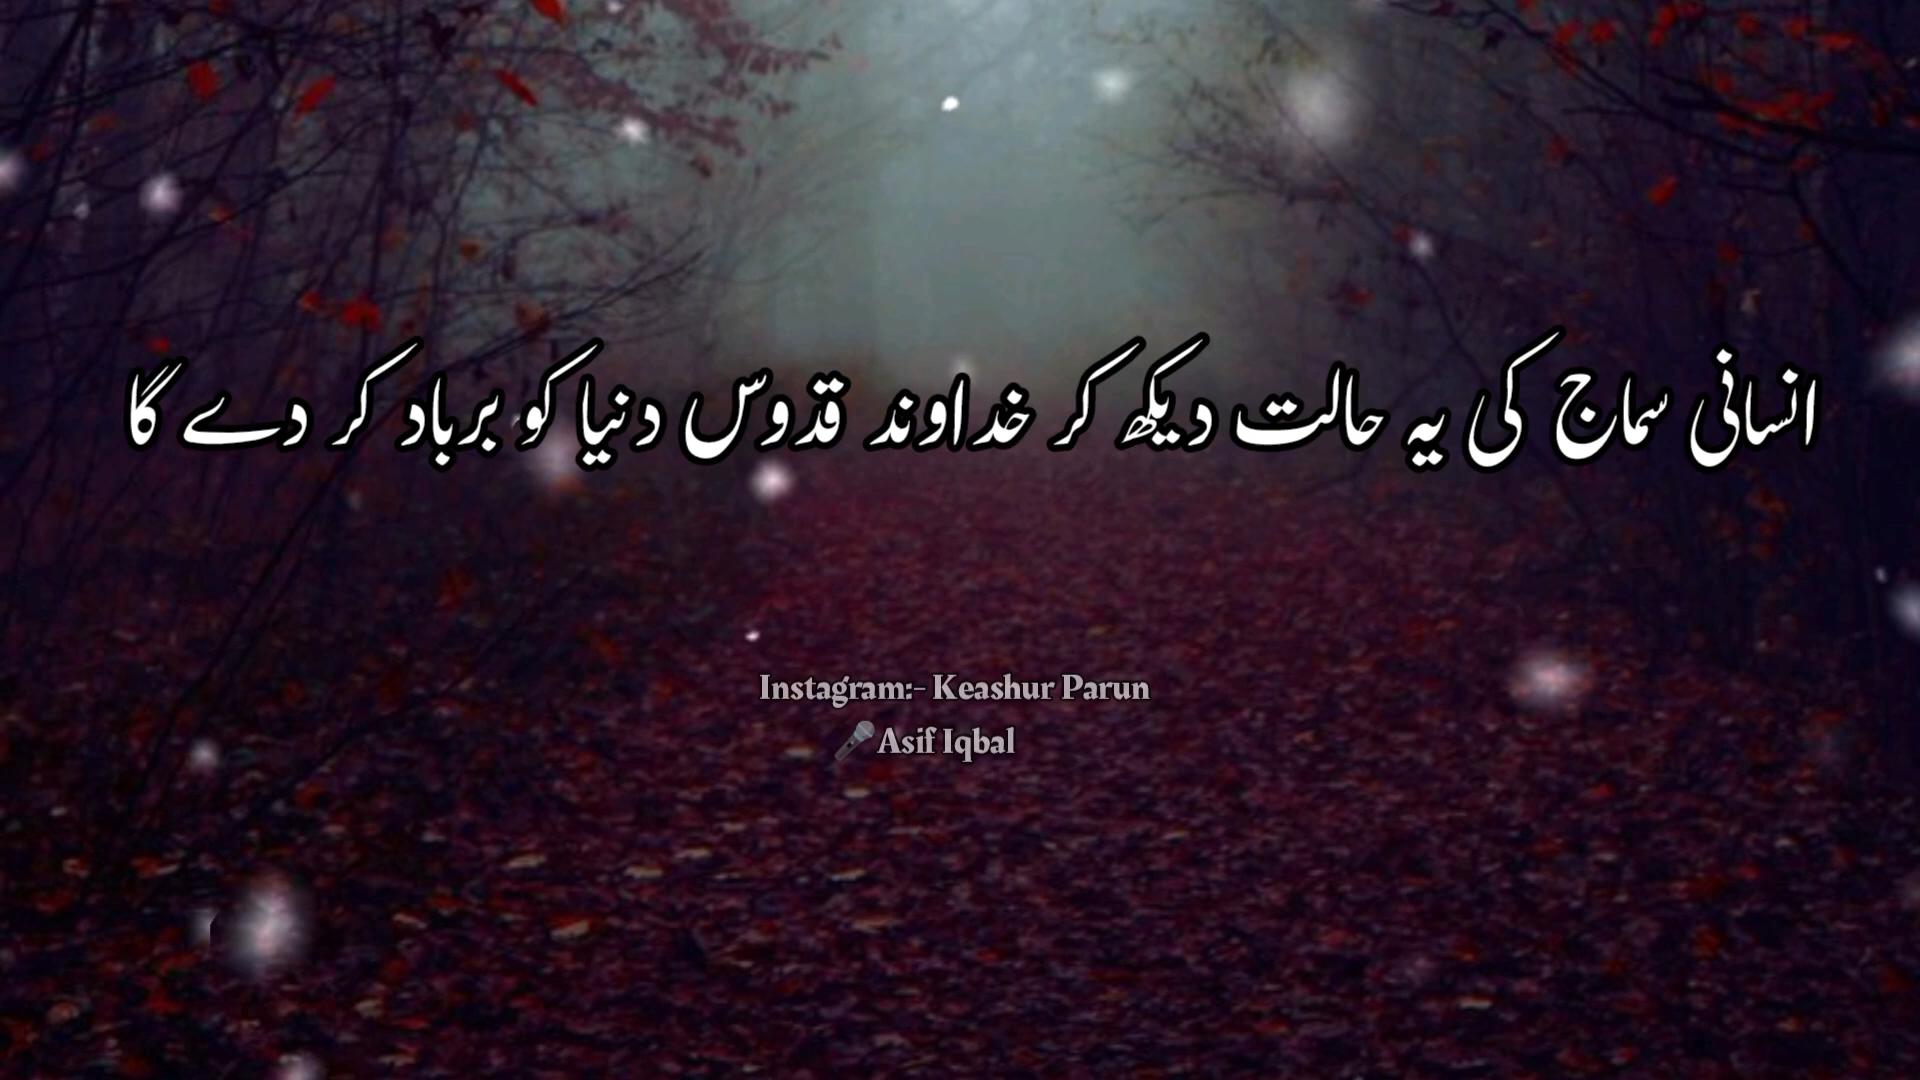 انسانی سماج کی یہ حالت دیکھ کر خداوند قدوس دنیا کو برباد کر دے گا
Instagram:- Keashur Parun
🎤Asif Iqbal